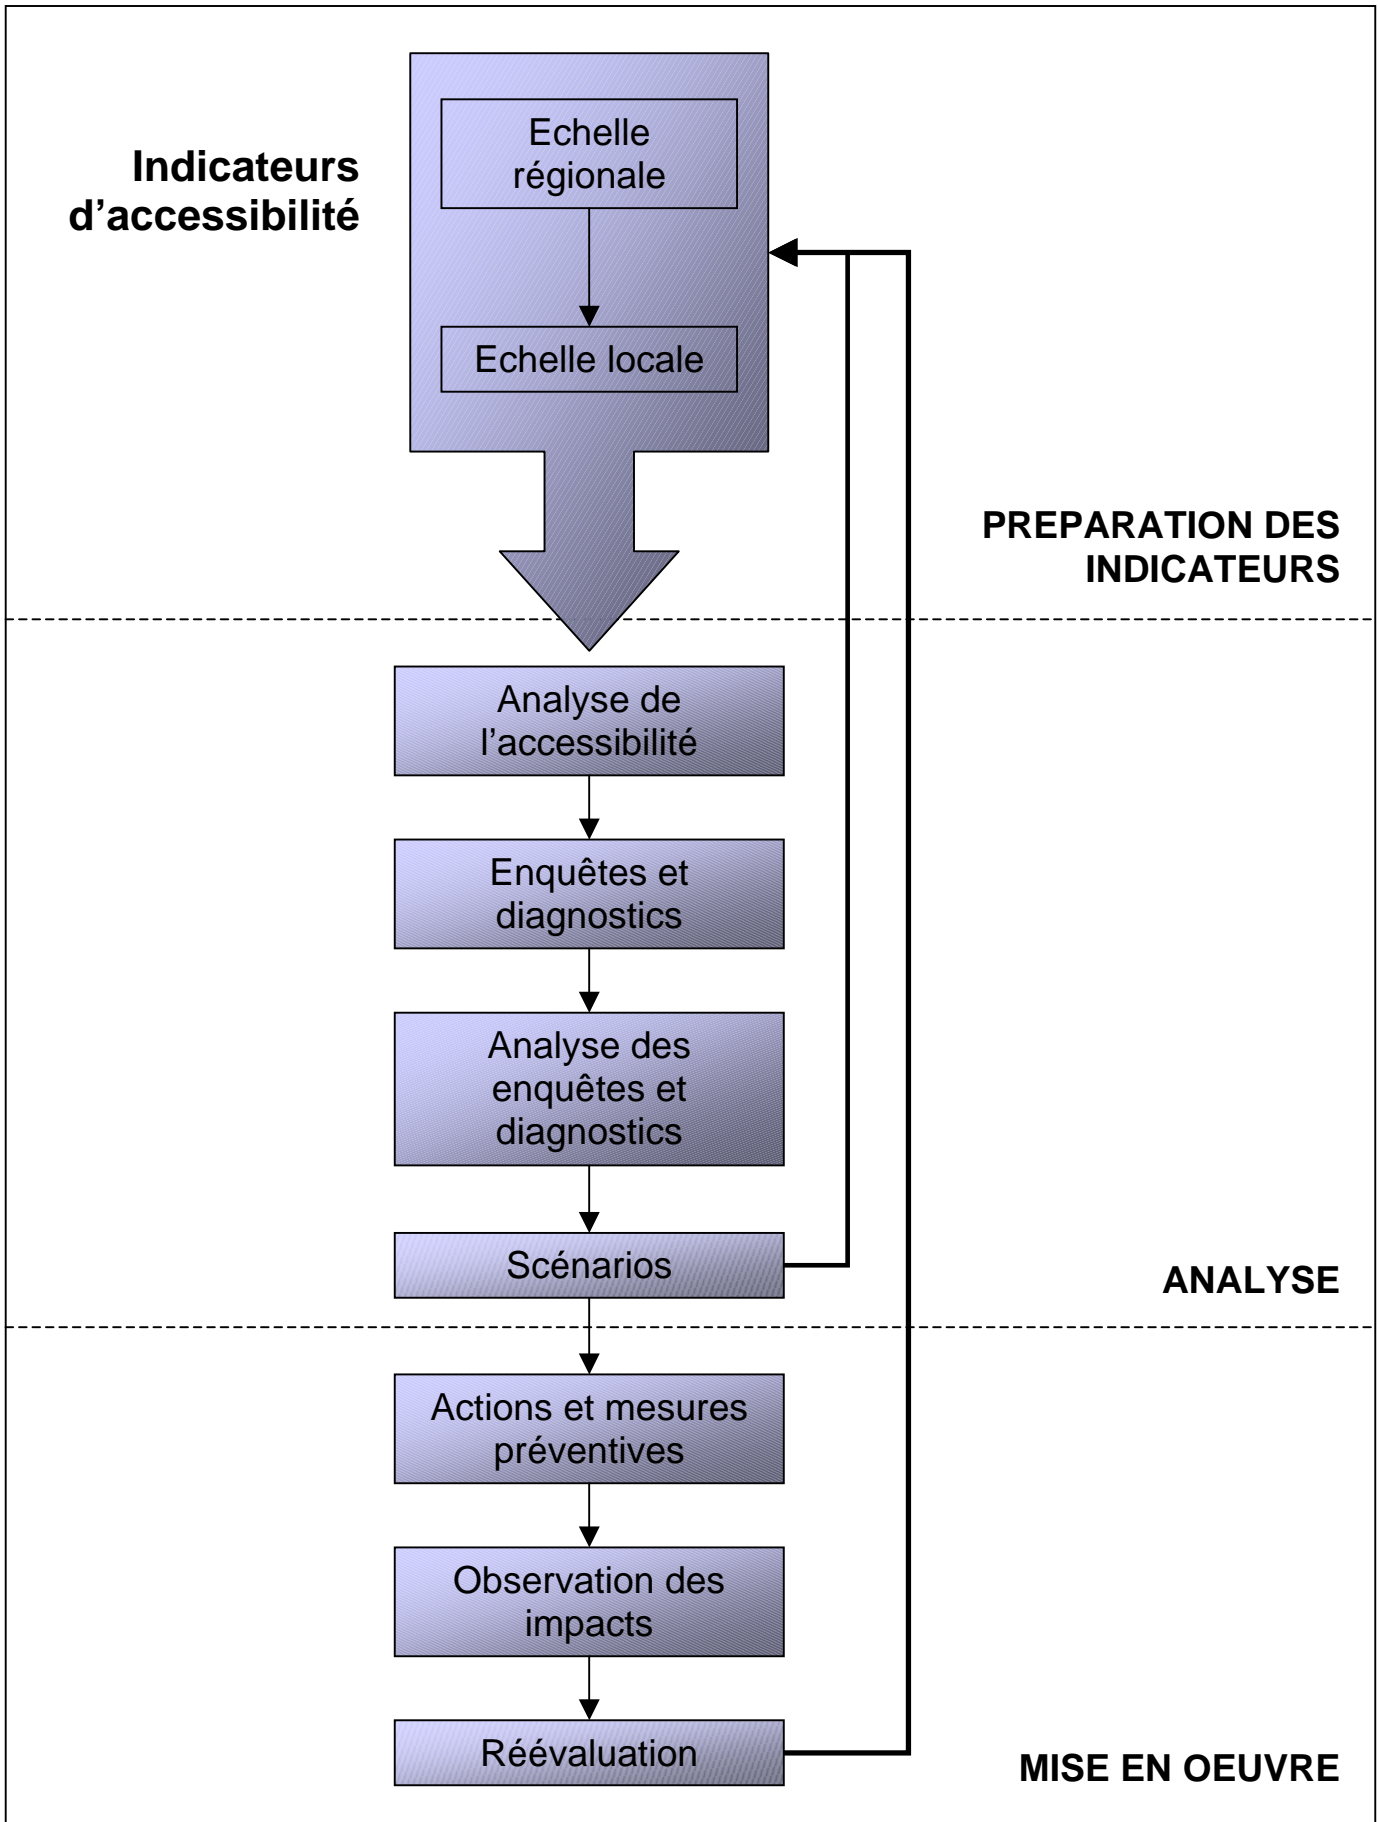 Indicateurs
d’accessibilité
Echelle
régionale
Echelle locale
PREPARATION DES
INDICATEURS
Analyse de
l’accessibilité
Enquêtes et
diagnostics
Analyse des
enquêtes et
diagnostics
Scénarios
ANALYSE
Actions et mesures
préventives
Observation des
impacts
Réévaluation
MISE EN OEUVRE